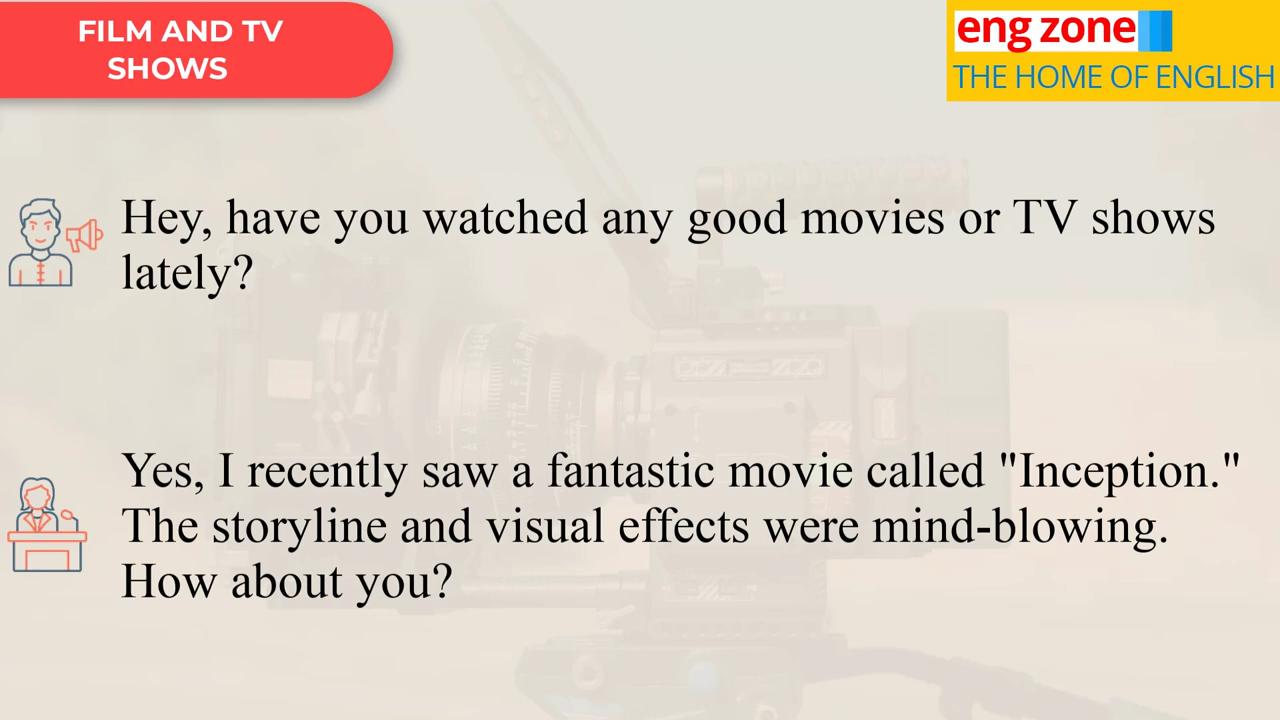 FILM AND TV
SHOWS
eng zone
THE HOME OF ENGLISH
Hey, have you watched any good movies or TV shows
lately?
Yes, I recently saw a fantastic movie called "Inception."
The storyline and visual effects were mind-blowing.
How about you?